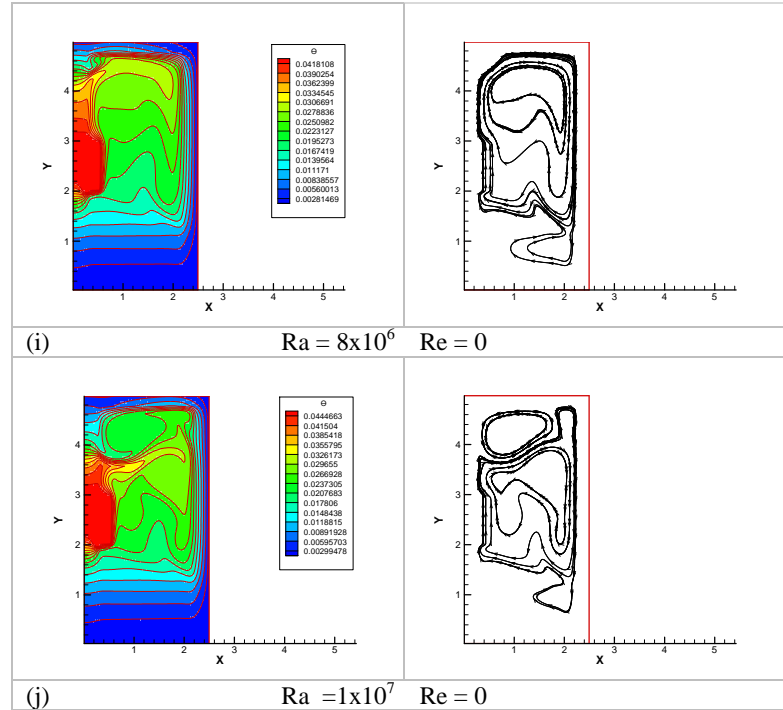 Θ
0.0418108
0.0390254
0.0362399
0.0334545
0.0306691
0.0278836
0.0250982
0.0223127
0.0195273
0.0167419
0.0139564
0.011171
0.00838557
0.00560013
0.00281469
Y
4
3
2
1
1 2 3 4 5
X
Y
4
3
2
1
1 2 3 4 5
X
(i) Ra = 8x10⁶ Re = 0
Θ
0.0444663
0.041504
0.0385418
0.0355795
0.0326173
0.029655
0.0266928
0.0237305
0.0207683
0.017806
0.0148438
0.0118815
0.00891928
0.00595703
0.00299478
Y
4
3
2
1
1 2 3 4 5
X
Y
4
3
2
1
1 2 3 4 5
X
(j) Ra =1x10⁷ Re = 0